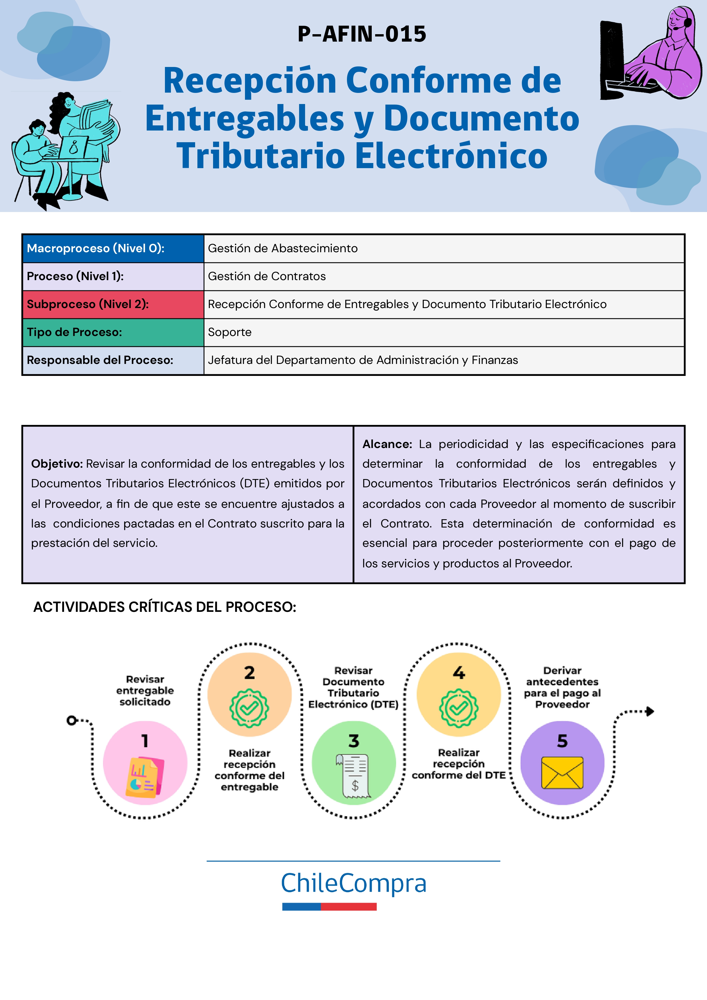 P-AFIN-015
Recepción Conforme de
Entregables y Documento
Tributario Electrónico
Macroproceso (Nivel 0): Gestión de Abastecimiento
Proceso (Nivel 1): Gestión de Contratos
Subproceso (Nivel 2): Recepción Conforme de Entregables y Documento Tributario Electrónico
Tipo de Proceso: Soporte
Responsable del Proceso: Jefatura del Departamento de Administración y Finanzas
Objetivo: Revisar la conformidad de los entregables y los
Documentos Tributarios Electrónicos (DTE) emitidos por
el Proveedor, a fin de que este se encuentre ajustados a
las condiciones pactadas en el Contrato suscrito para la
prestación del servicio.
Alcance: La periodicidad y las especificaciones para
determinar la conformidad de los entregables y
Documentos Tributarios Electrónicos serán definidos y
acordados con cada Proveedor al momento de suscribir
el Contrato. Esta determinación de conformidad es
esencial para proceder posteriormente con el pago de
los servicios y productos al Proveedor.
ACTIVIDADES CRÍTICAS DEL PROCESO:
Revisar
entregable
solicitado
1
2
Realizar
recepción
conforme del
entregable
Revisar
Documento
Tributario
Electrónico (DTE)
3
$
4
Realizar
recepción
conforme del DTE
Derivar
antecedentes
para el pago al
Proveedor
5
ChileCompra